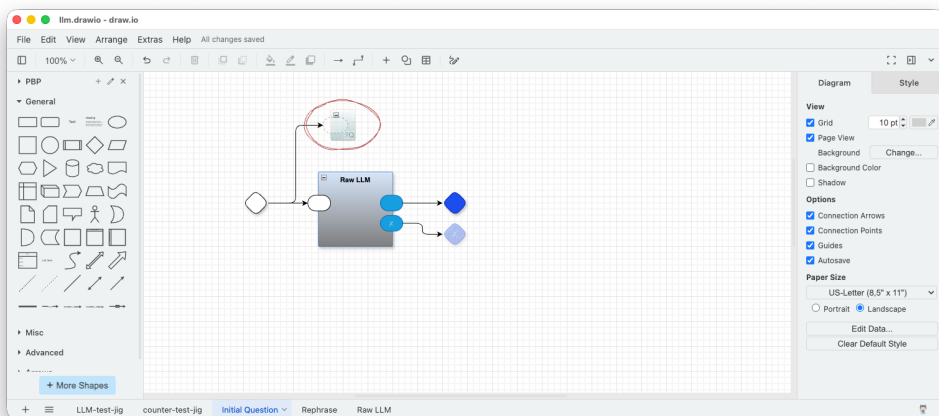 llm.drawio - draw.io
File Edit View Arrange Extras Help All changes saved
100%
PBP
General
Text
Heading
Misc
Advanced
+ More Shapes
Raw LLM
Diagram Style
View
Grid 10 pt
Page View
Background Change...
Background Color
Shadow
Options
Connection Arrows
Connection Points
Guides
Autosave
Paper Size
US-Letter (8,5" x 11")
Portrait Landscape
Edit Data...
Clear Default Style
LLM-test-jig counter-test-jig Initial Question Rephrase Raw LLM